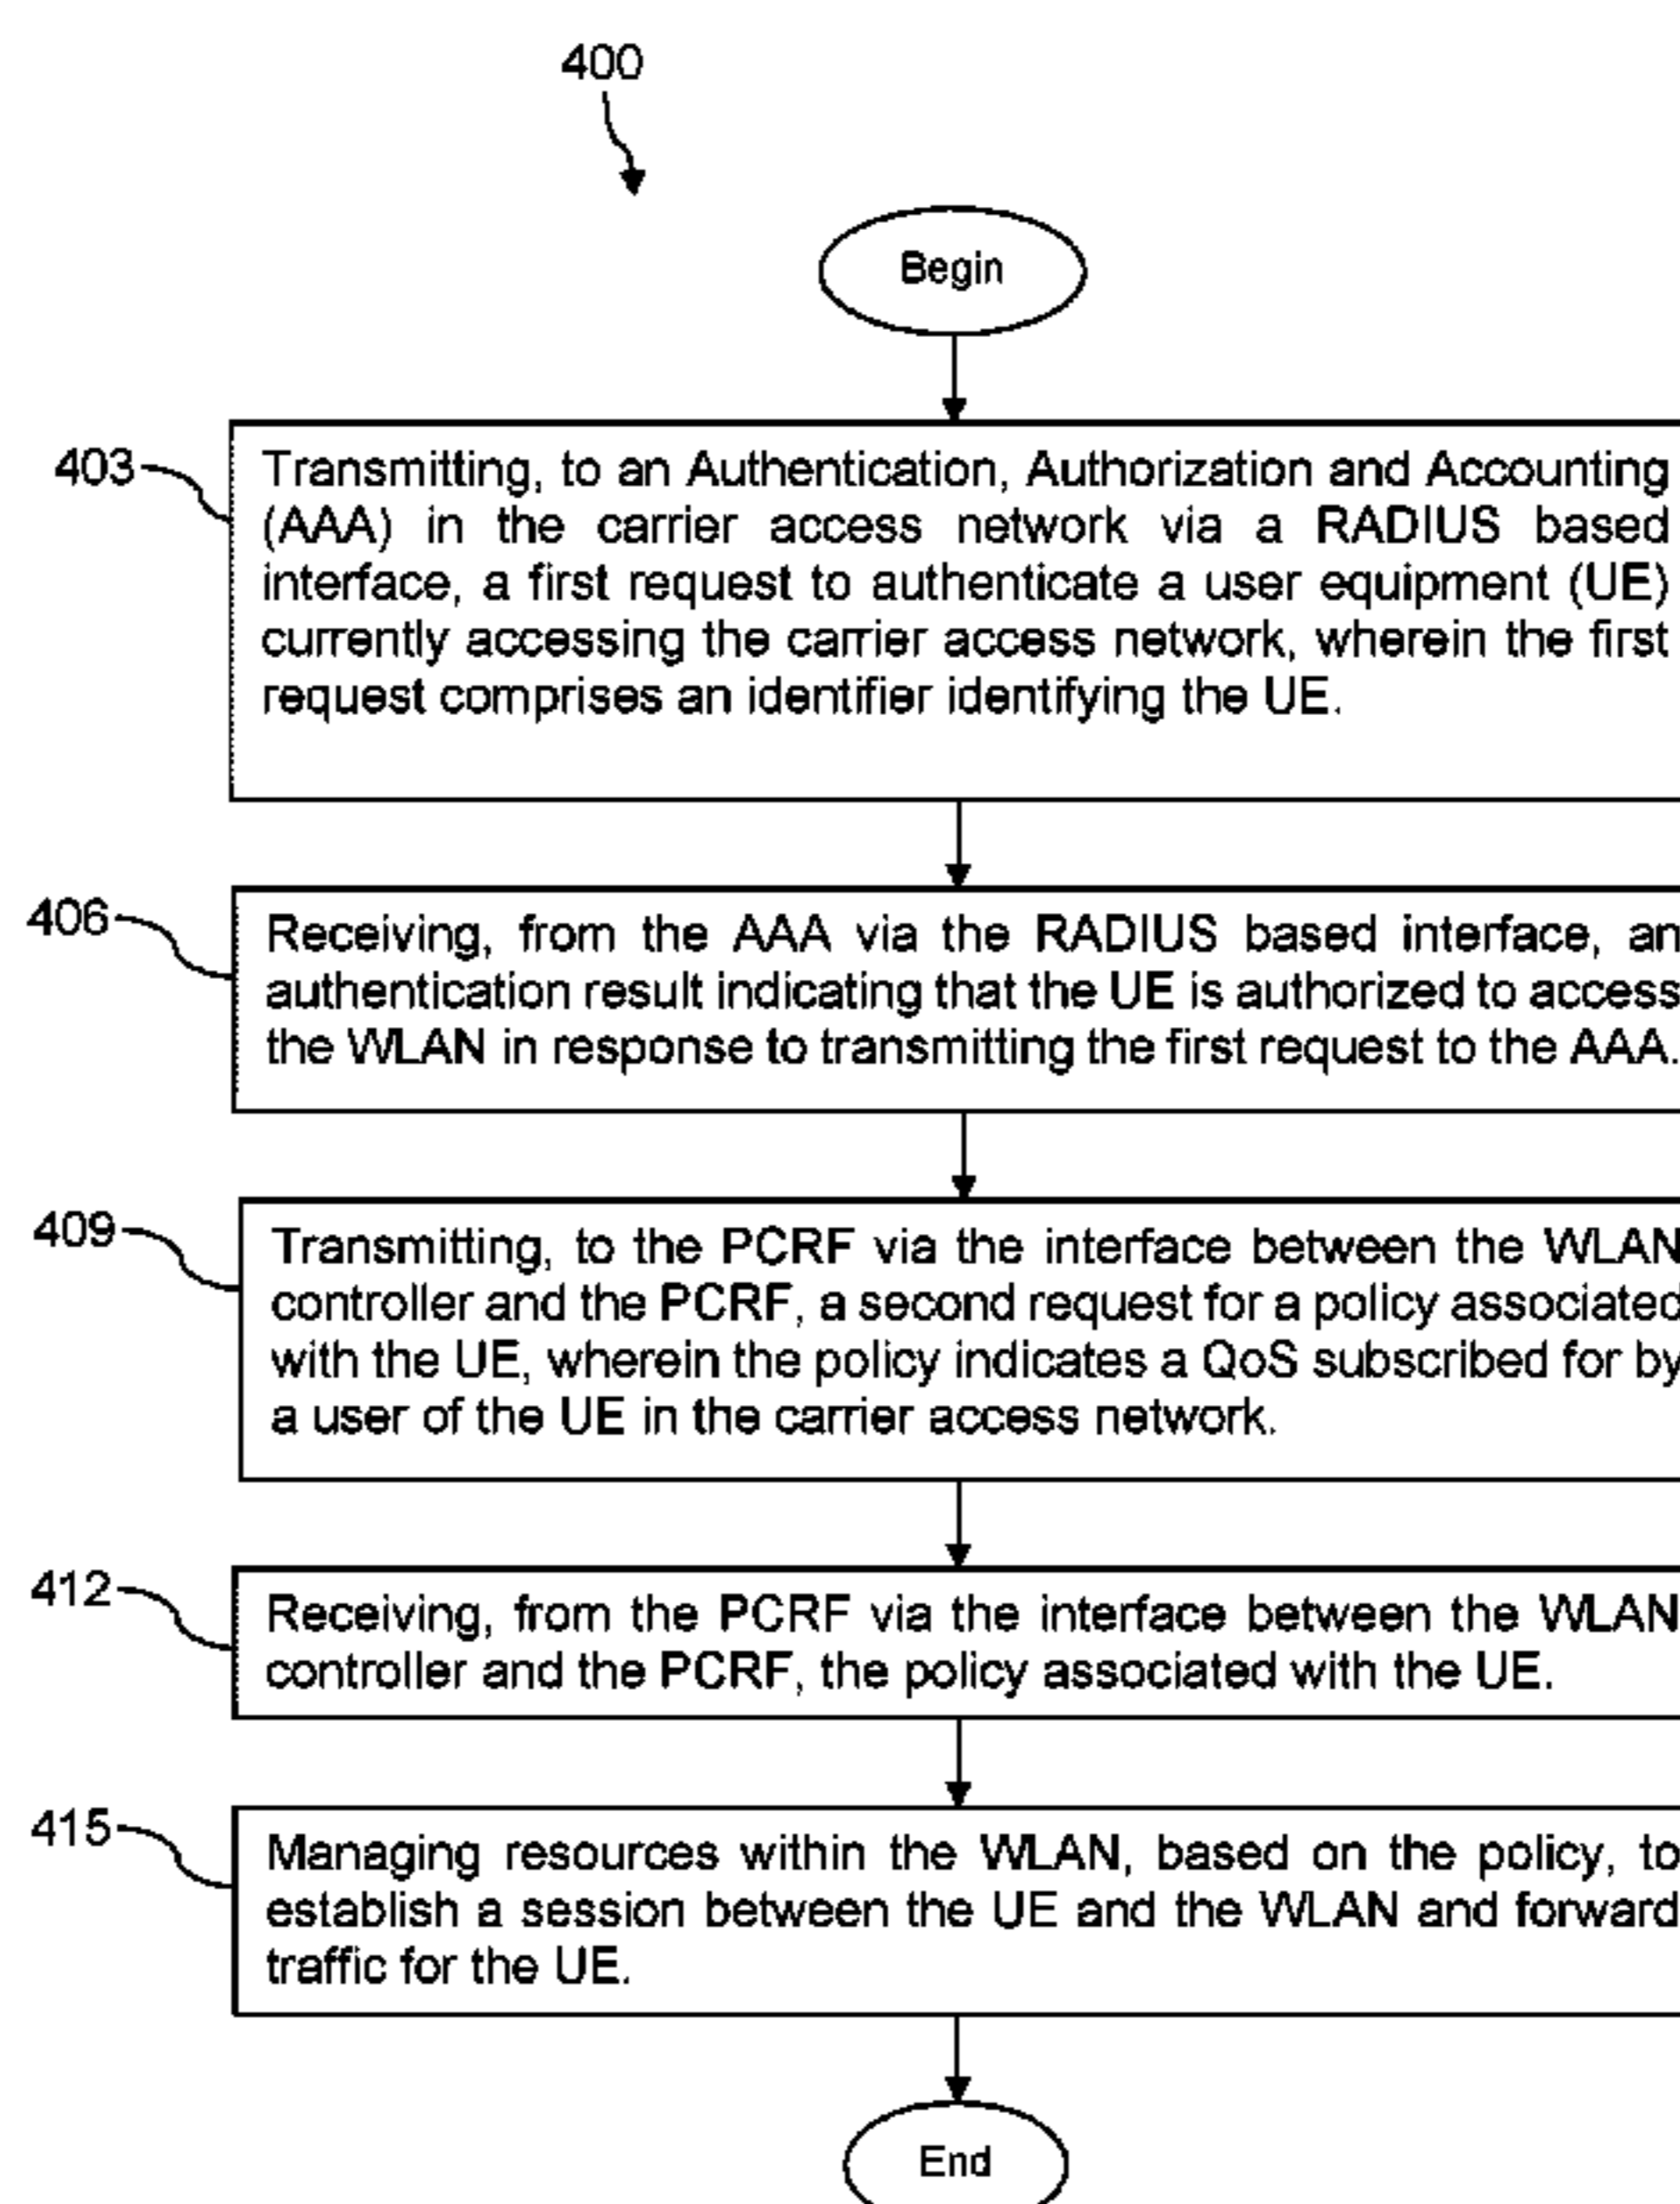 400
Begin
403
Transmitting, to an Authentication, Authorization and Accounting
(AAA) in the carrier access network via a RADIUS based
interface, a first request to authenticate a user equipment (UE)
currently accessing the carrier access network, wherein the first
request comprises an identifier identifying the UE.
406
Receiving, from the AAA via the RADIUS based interface, an
authentication result indicating that the UE is authorized to access
the WLAN in response to transmitting the first request to the AAA.
409
Transmitting, to the PCRF via the interface between the WLAN
controller and the PCRF, a second request for a policy associated
with the UE, wherein the policy indicates a QoS subscribed for by
a user of the UE in the carrier access network.
412
Receiving, from the PCRF via the interface between the WLAN
controller and the PCRF, the policy associated with the UE.
415
Managing resources within the WLAN, based on the policy, to
establish a session between the UE and the WLAN and forward
traffic for the UE.
End